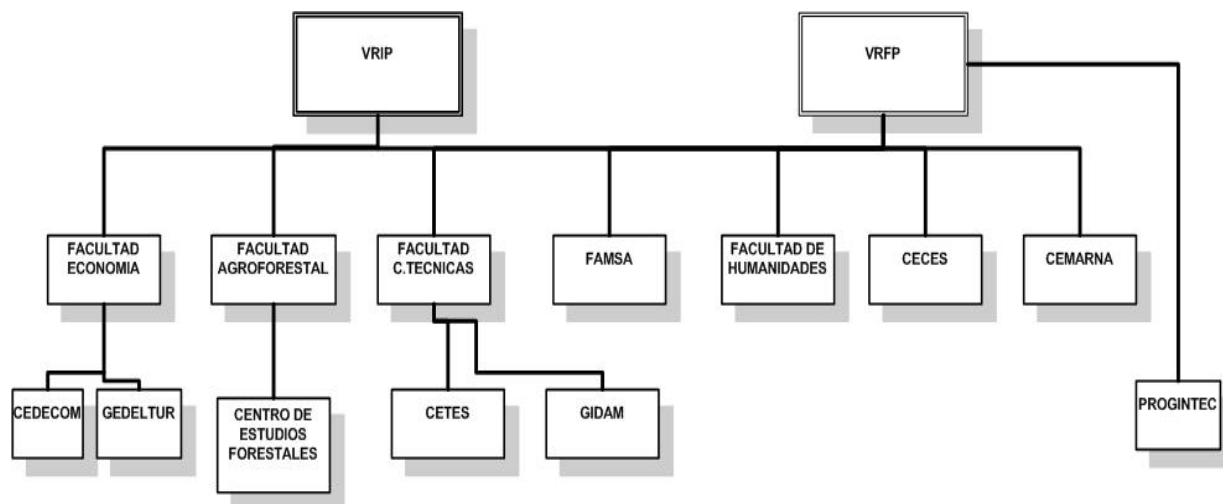 VRIP
VRFP
FACULTAD
ECONOMIA
FACULTAD
AGROFORESTAL
FACULTAD
C.TECNICAS
FAMSA
FACULTAD DE
HUMANIDADES
CECES
CEMARNA
CEDECOM
GEDELTUR
CENTRO DE
ESTUDIOS
FORESTALES
CETES
GIDAM
PROGINTEC